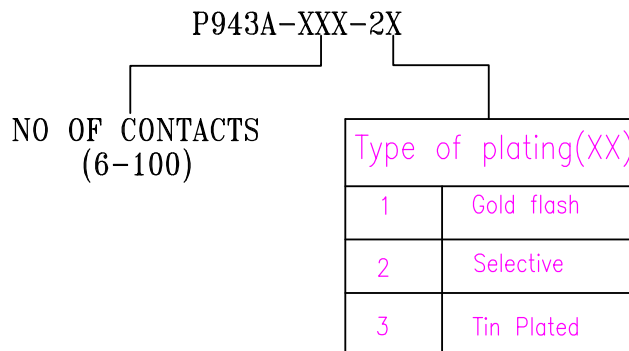 P943A-XXX-2X
NO OF CONTACTS
(6-100)
Type of plating(XX)
1 Gold flash
2 Selective
3 Tin Plated